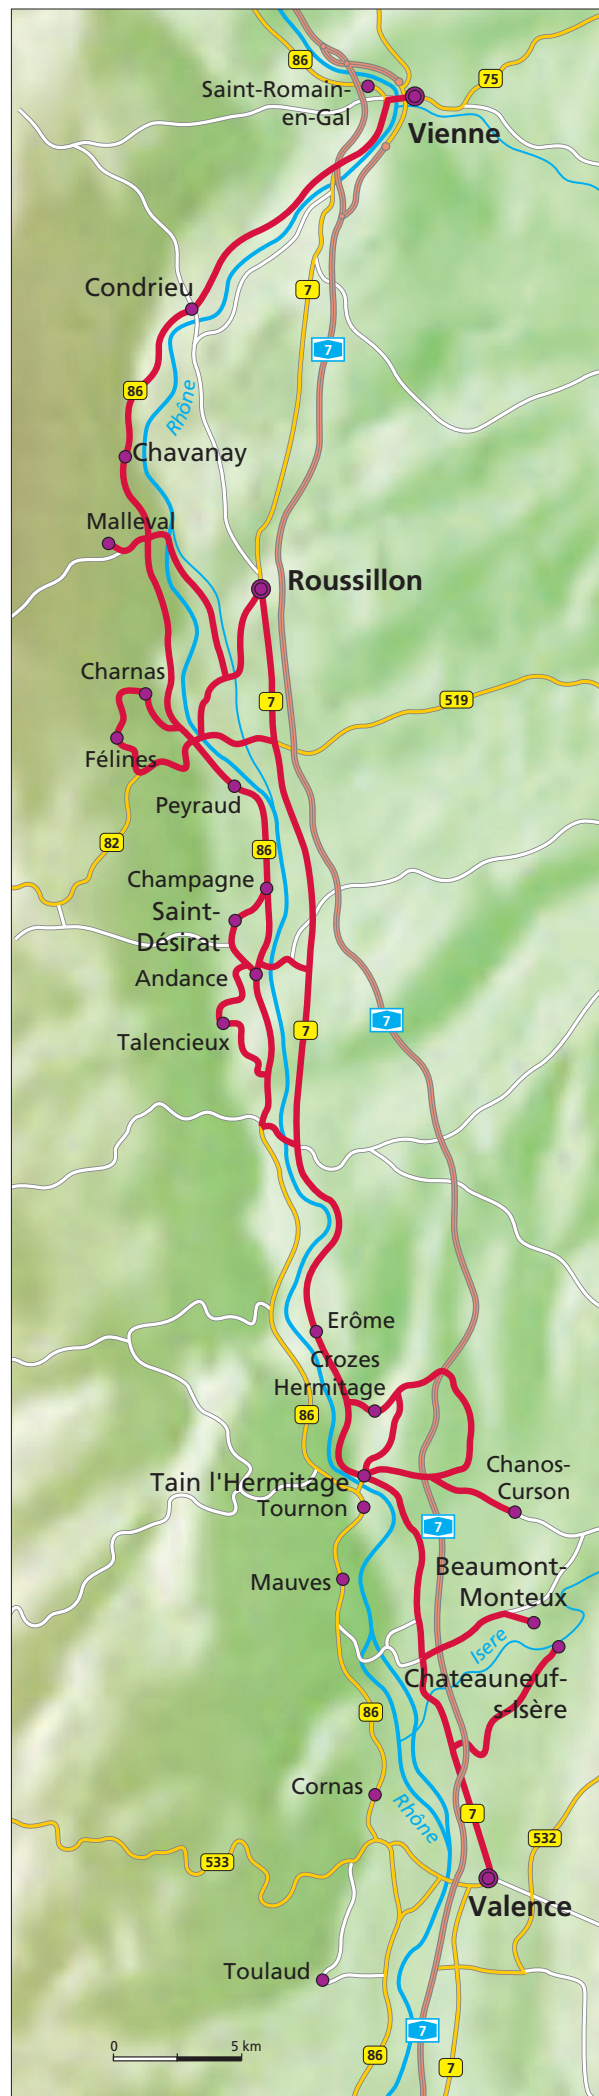 86
75
Saint-Romain-
en-Gal
Vienne
Condrieu
7
7
86
Rhône
Chavanay
Malleval
Roussillon
Charnas
7
519
Félines
Peyraud
82
86
Champagne
Saint-
Désirat
Andance
7
7
Talencieux
Erôme
Crozes
Hermitage
86
Tain l'Hermitage
Chanos-
Curson
Tournon
7
Beaumont-
Monteux
Mauves
Isere
Chateauneuf-
s-Isère
86
Cornas
Rhône
7
532
533
Valence
Toulaud
7
0
5 km
86
7